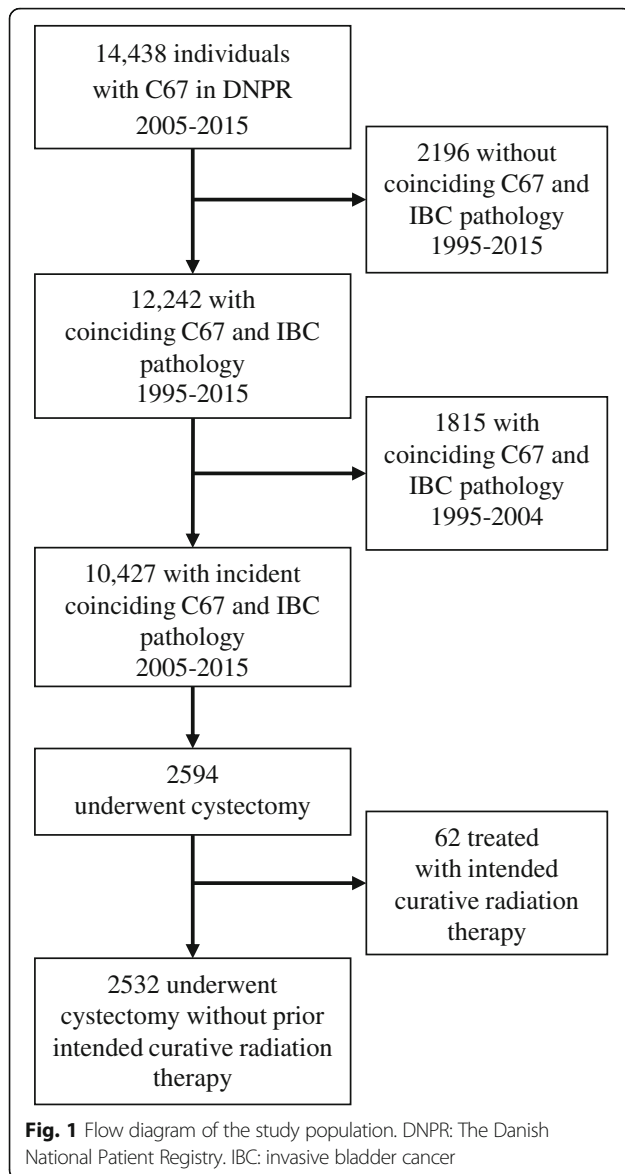 14,438 individuals
with C67 in DNPR
2005-2015
2196 without
coinciding C67 and
IBC pathology
1995-2015
12,242 with
coinciding C67 and IBC
pathology
1995-2015
1815 with
coinciding C67 and
IBC pathology
1995-2004
10,427 with incident
coinciding C67 and IBC
pathology
2005-2015
2594
underwent cystectomy
62 treated
with intended
curative radiation
therapy
2532 underwent
cystectomy without prior
intended curative radiation
therapy
Fig. 1 Flow diagram of the study population. DNPR: The Danish
National Patient Registry. IBC: invasive bladder cancer